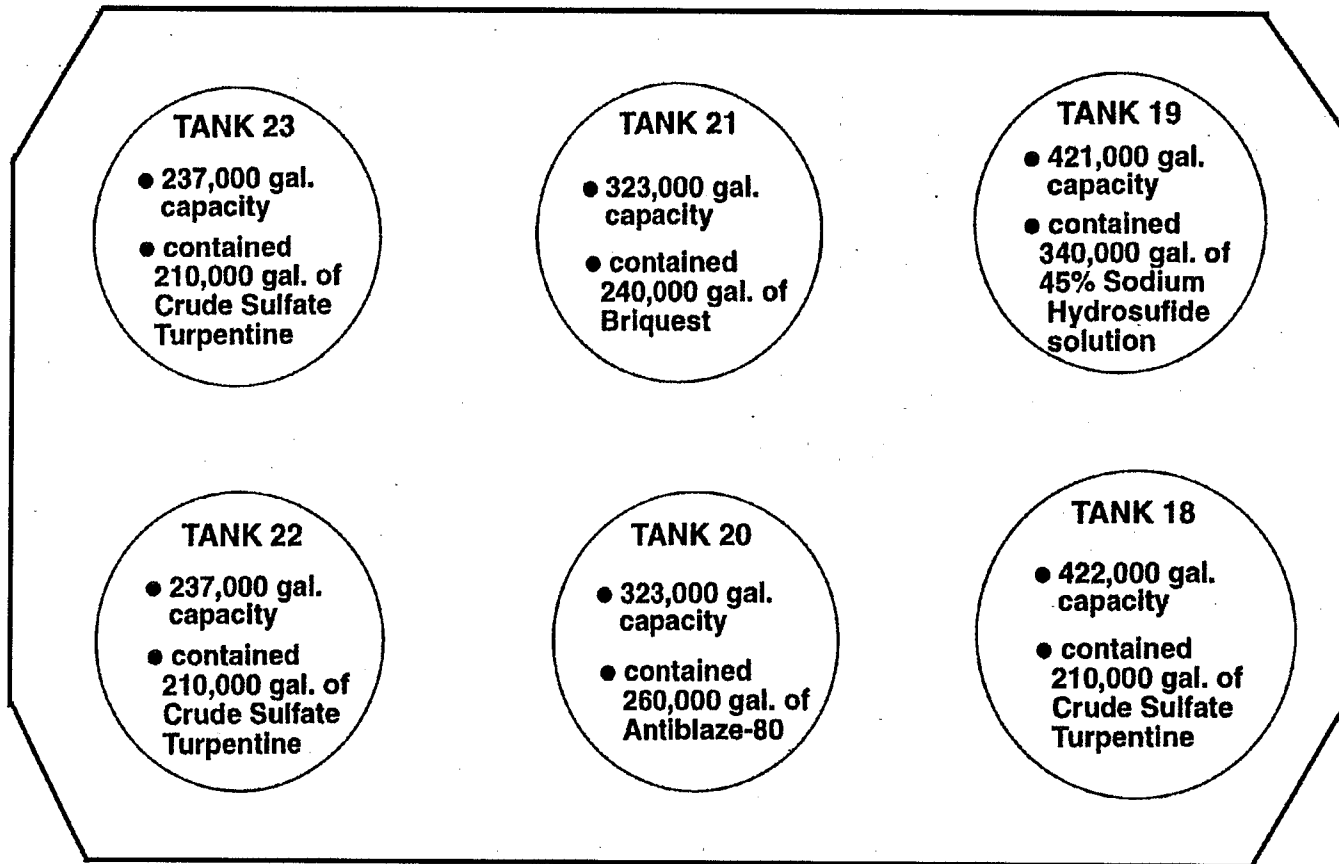 TANK 23
● 237,000 gal.
capacity
● contained
210,000 gal. of
Crude Sulfate
Turpentine
TANK 21
● 323,000 gal.
capacity
● contained
240,000 gal. of
Briquest
TANK 19
● 421,000 gal.
capacity
● contained
340,000 gal. of
45% Sodium
Hydrosufide
solution
TANK 22
● 237,000 gal.
capacity
● contained
210,000 gal. of
Crude Sulfate
Turpentine
TANK 20
● 323,000 gal.
capacity
● contained
260,000 gal. of
Antiblaze-80
TANK 18
● 422,000 gal.
capacity
● contained
210,000 gal. of
Crude Sulfate
Turpentine